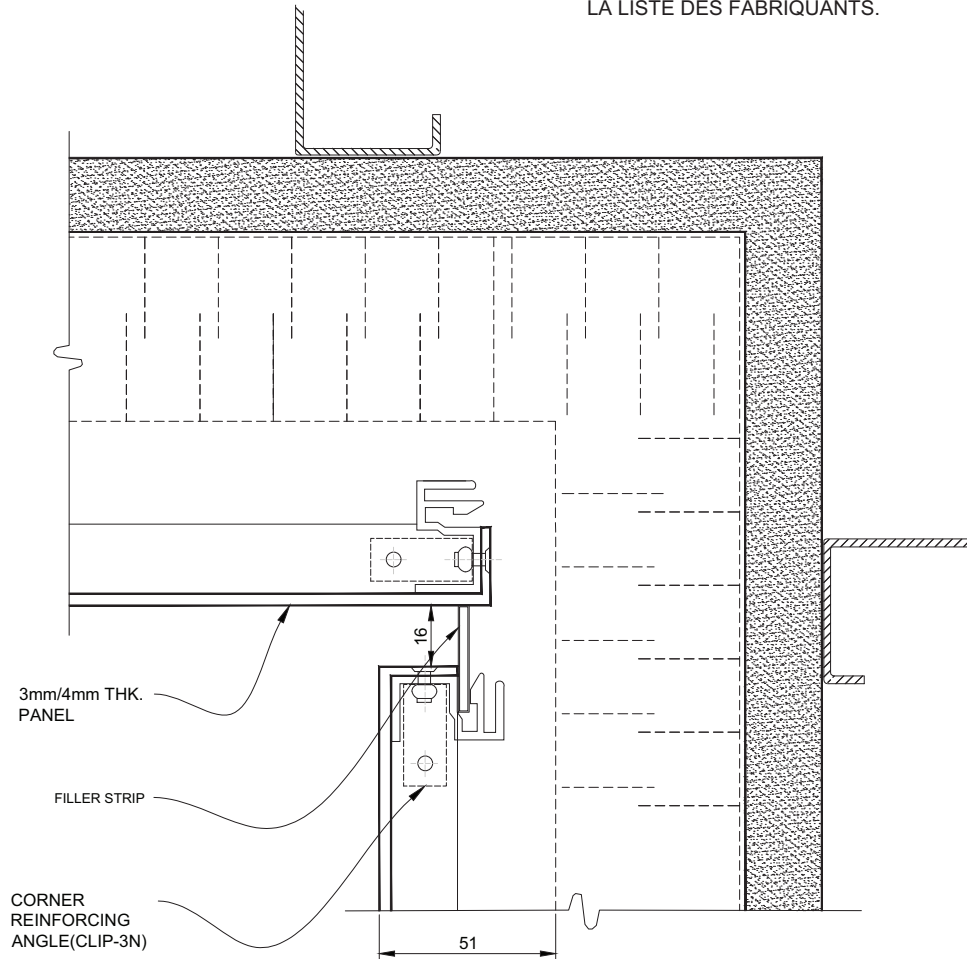 LA LISTE DES FABRIQUANTS.
16
3mm/4mm THK.
PANEL
FILLER STRIP
CORNER
REINFORCING
ANGLE(CLIP-3N)
51